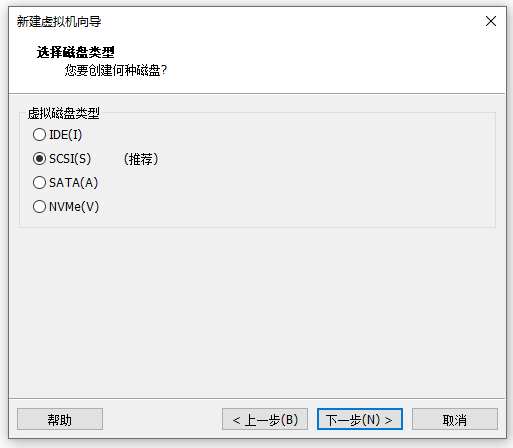 新建虚拟机向导
选择磁盘类型
您要创建何种磁盘?
虚拟磁盘类型
IDE(I)
SCSI(S) （推荐）
SATA(A)
NVMe(V)
帮助 < 上一步(B) 下一步(N) > 取消